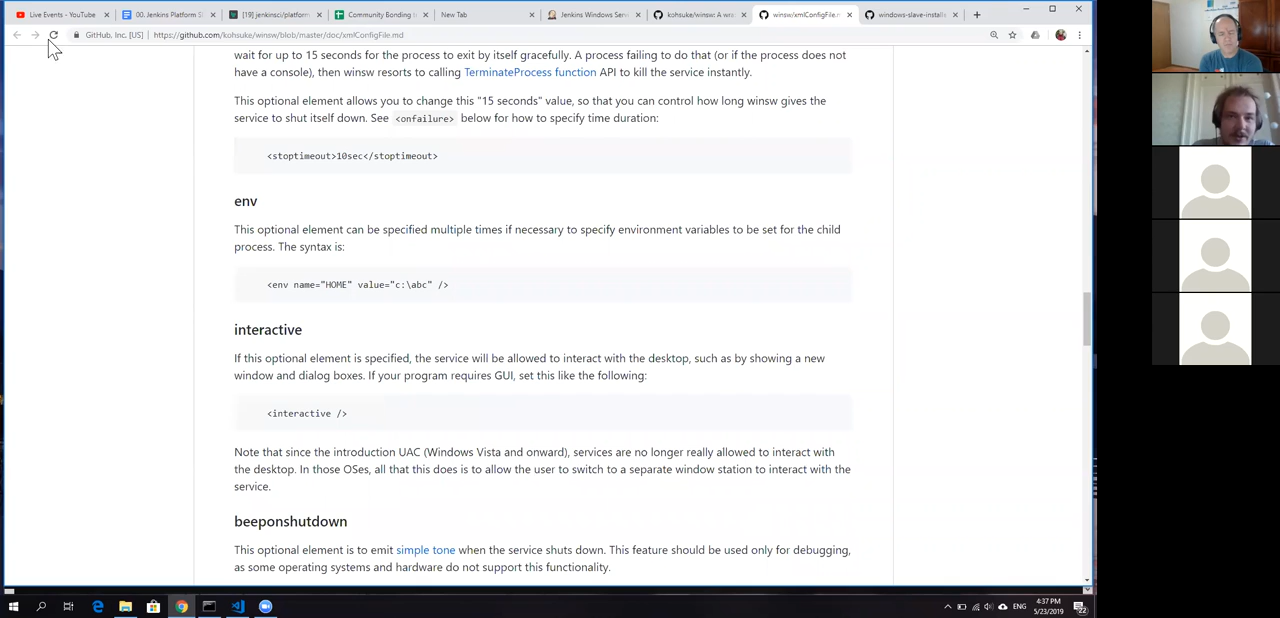 Live Events - YouTube
00. Jenkins Platform S
[19] jenkinsci/platform
Community Bonding t
New Tab
Jenkins Windows Serv
kohsuke/winsw: A wra
winsw/xmlConfigFile.m
windows-slave-install
GitHub, Inc. [US] https://github.com/kohsuke/winsw/blob/master/doc/xmlConfigFile.md
wait for up to 15 seconds for the process to exit by itself gracefully. A process failing to do that (or if the process does
not have a console), then winsw resorts to calling TerminateProcess function API to kill the service instantly.
This optional element allows you to change this "15 seconds" value, so that you can control how long winsw gives the
service to shut itself down. See <onfailure> below for how to specify time duration:
<stoptimeout>10sec</stoptimeout>
env
This optional element can be specified multiple times if necessary to specify environment variables to be set for the child
process. The syntax is:
<env name="HOME" value="c:\abc" />
interactive
If this optional element is specified, the service will be allowed to interact with the desktop, such as by showing a new
window and dialog boxes. If your program requires GUI, set this like the following:
<interactive />
Note that since the introduction UAC (Windows Vista and onward), services are no longer really allowed to interact with
the desktop. In those OSes, all that this does is to allow the user to switch to a separate window station to interact with the
service.
beeponshutdown
This optional element is to emit simple tone when the service shuts down. This feature should be used only for debugging,
as some operating systems and hardware do not support this functionality.
ENG
4:37 PM
5/23/2019
22